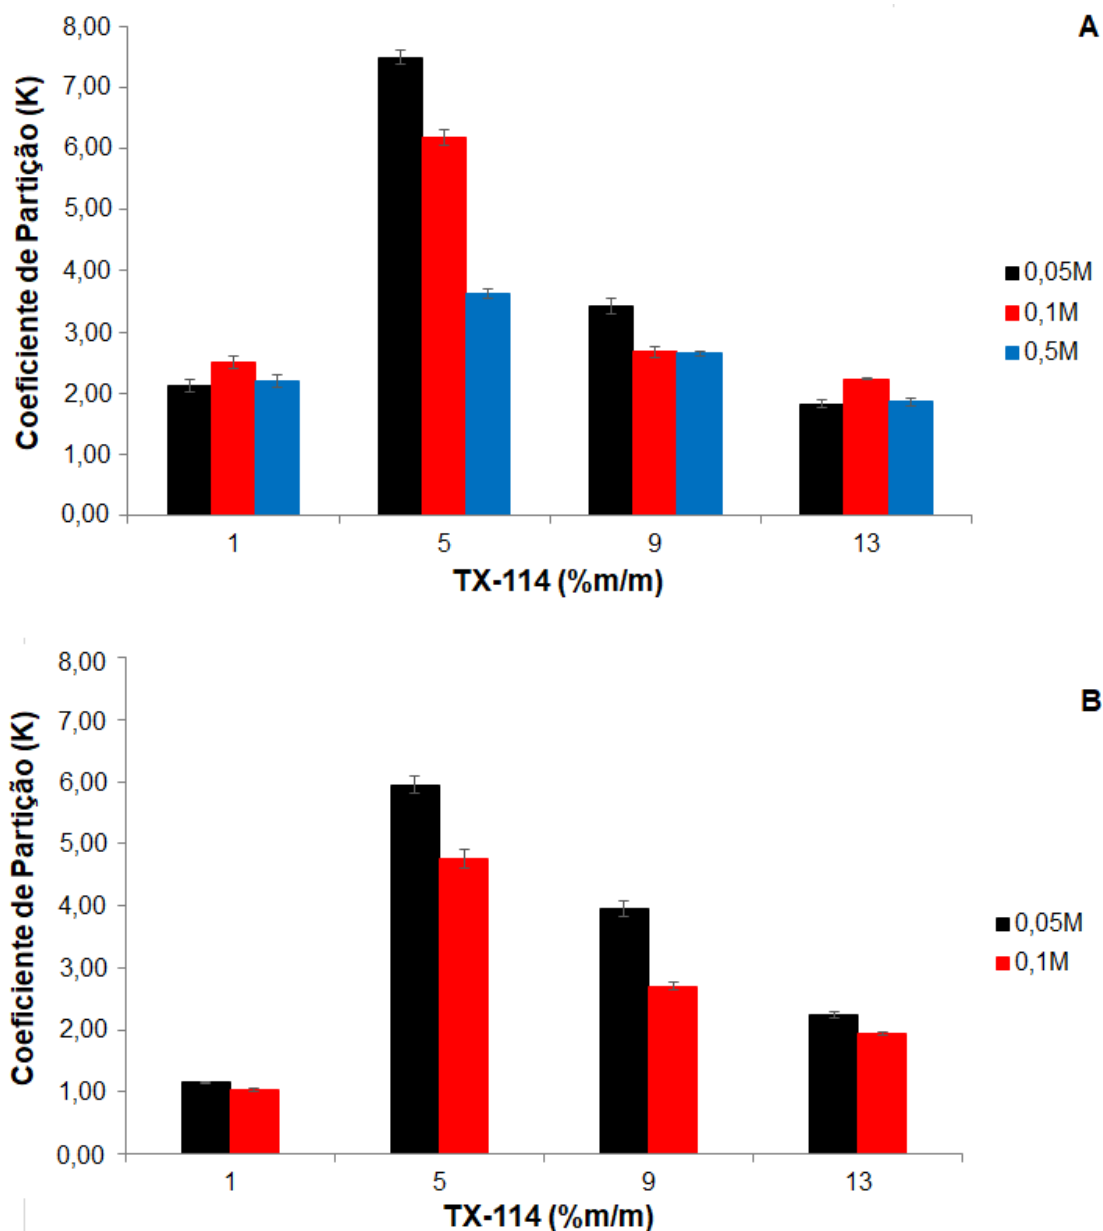 A
8,00
7,00
6,00
5,00
4,00
3,00
2,00
1,00
0,00
Coeficiente de Partição (K)
1 5 9 13
TX-114 (%m/m)
0,05M
0,1M
0,5M
B
8,00
7,00
6,00
5,00
4,00
3,00
2,00
1,00
0,00
Coeficiente de Partição (K)
1 5 9 13
TX-114 (%m/m)
0,05M
0,1M